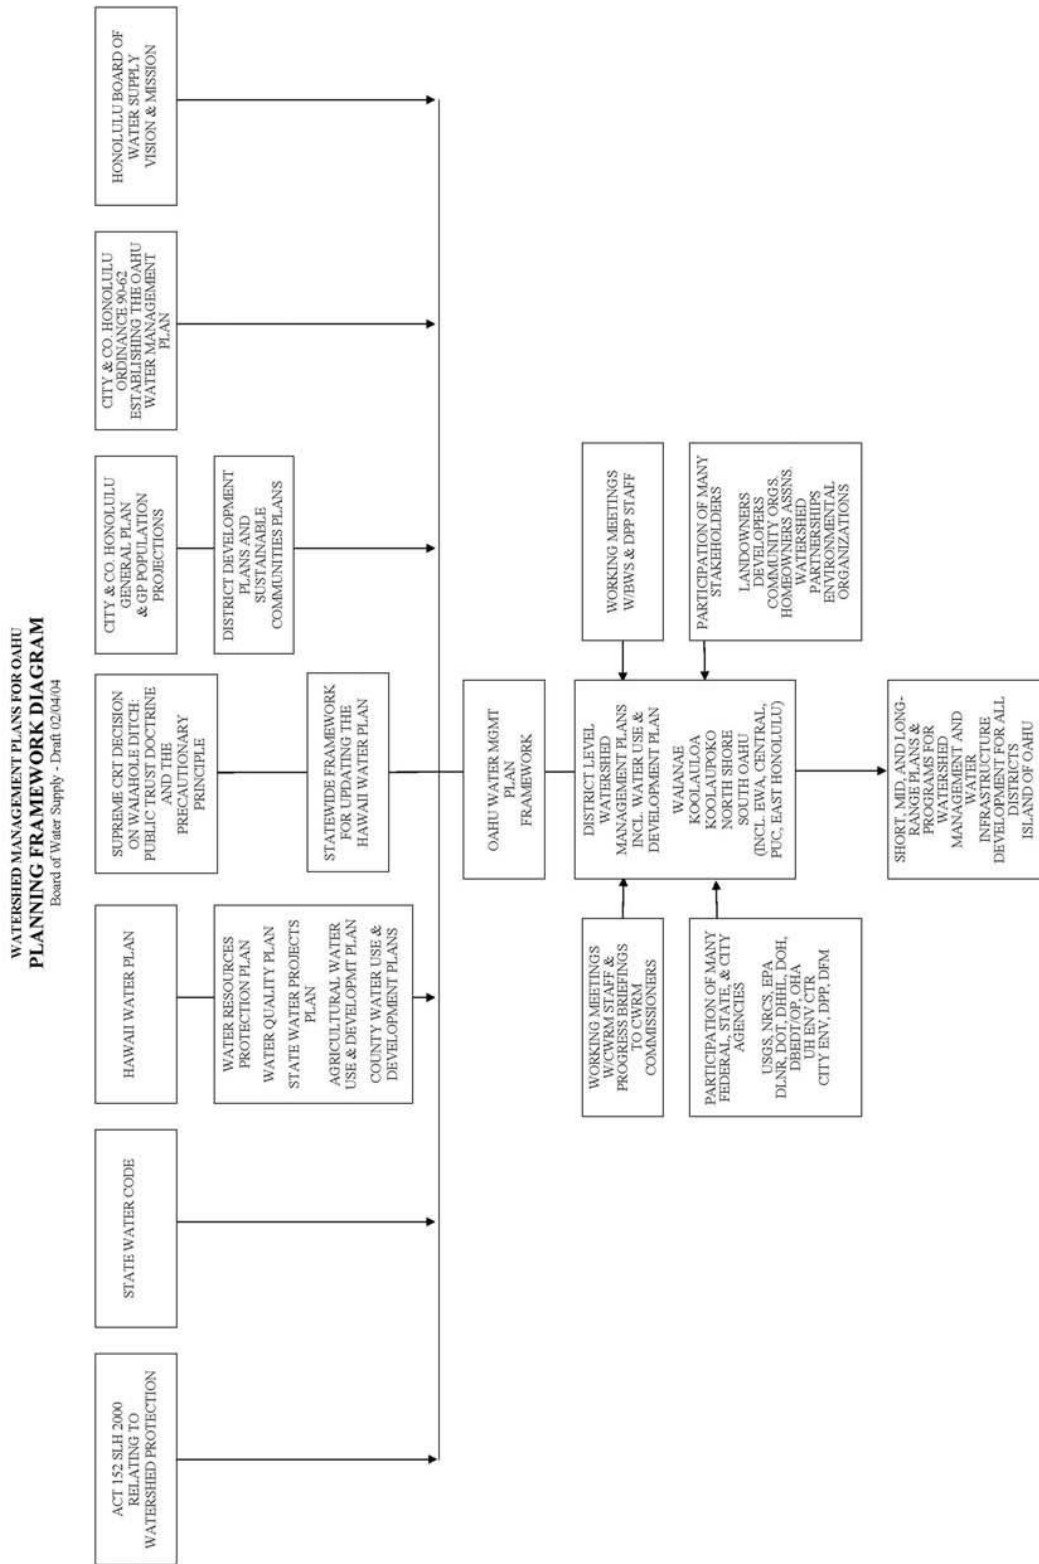 WATERSHED MANAGEMENT PLANS FOR OAHU
PLANNING FRAMEWORK DIAGRAM
Board of Water Supply - Draft 02/04/04
ACT 152 SLH 2000
RELATING TO
WATERSHED PROTECTION
STATE WATER CODE
HAWAII WATER PLAN
WATER RESOURCES
PROTECTION PLAN
WATER QUALITY PLAN
STATE WATER PROJECTS
PLAN
AGRICULTURAL WATER
USE & DEVELOPMT PLAN
COUNTY WATER USE &
DEVELOPMENT PLANS
SUPREME CRT DECISION
ON WAIAHOLE DITCH:
PUBLIC TRUST DOCTRINE
AND THE
PRECAUTIONARY
PRINCIPLE
STATEWIDE FRAMEWORK
FOR UPDATING THE
HAWAII WATER PLAN
CITY & CO. HONOLULU
GENERAL PLAN
& GP POPULATION
PROJECTIONS
DISTRICT DEVELOPMENT
PLANS AND
SUSTAINABLE
COMMUNITIES PLANS
CITY & CO. HONOLULU
ORDINANCE 90-62
ESTABLISHING THE OAHU
WATER MANAGEMENT
PLAN
HONOLULU BOARD OF
WATER SUPPLY
VISION & MISSION
OAHU WATER MGMT
PLAN
FRAMEWORK
WORKING MEETINGS
W/CWRM STAFF &
PROGRESS BRIEFINGS
TO CWRM
COMMISSIONERS
PARTICIPATION OF MANY
FEDERAL, STATE, & CITY
AGENCIES
USGS, NRCS, EPA
DLNR, DOT, DHHL, DOH,
DBEDT/OP, OHA
UH ENV CTR
CITY ENV, DPP, DFM
DISTRICT LEVEL
WATERSHED
MANAGEMENT PLANS
INCL. WATER USE &
DEVELOPMENT PLAN
WAIANAE
KOOLAULOA
KOOLAUPOKO
NORTH SHORE
SOUTH OAHU
(INCL. EWA, CENTRAL,
PUC, EAST HONOLULU)
WORKING MEETINGS
W/BWS & DPP STAFF
PARTICIPATION OF MANY
STAKEHOLDERS
LANDOWNERS
DEVELOPERS
COMMUNITY ORGS.
HOMEOWNERS ASSNS.
WATERSHED
PARTNERSHIPS
ENVIRONMENTAL
ORGANIZATIONS
SHORT, MID, AND LONG-
RANGE PLANS &
PROGRAMS FOR
WATERSHED
MANAGEMENT AND
WATER
INFRASTRUCTURE
DEVELOPMENT FOR ALL
DISTRICTS
ISLAND OF OAHU